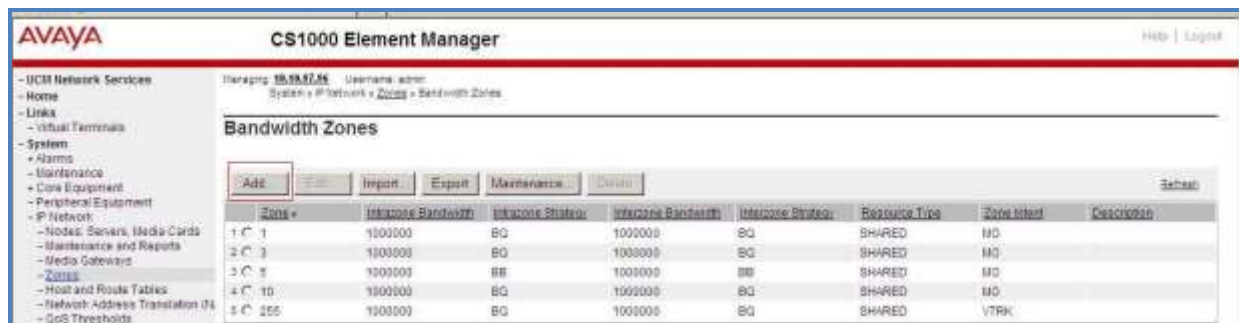 AVAYA CS1000 Element Manager Help | Logout
- UCM Network Services
- Home
- Links
- Virtual Terminals
- System
+ Alarms
- Maintenance
+ Core Equipment
- Peripheral Equipment
- IP Network
- Nodes: Servers, Media Cards
- Maintenance and Reports
- Media Gateways
- Zones
- Host and Route Tables
- Network Address Translation (N
- QoS Thresholds
Managing: Username: admin
System » IP Network » Zones » Bandwidth Zones
Bandwidth Zones
Add... Edit... Import... Export Maintenance... Delete Refresh
Zone Intrazone Bandwidth Intrazone Strategy Interzone Bandwidth Interzone Strategy Resource Type Zone Intent Description
1 1 1000000 BQ 1000000 BQ SHARED MO
2 3 1000000 BQ 1000000 BQ SHARED MO
3 5 1000000 BB 1000000 BB SHARED MO
4 10 1000000 BQ 1000000 BQ SHARED MO
5 255 1000000 BQ 1000000 BQ SHARED VTRK